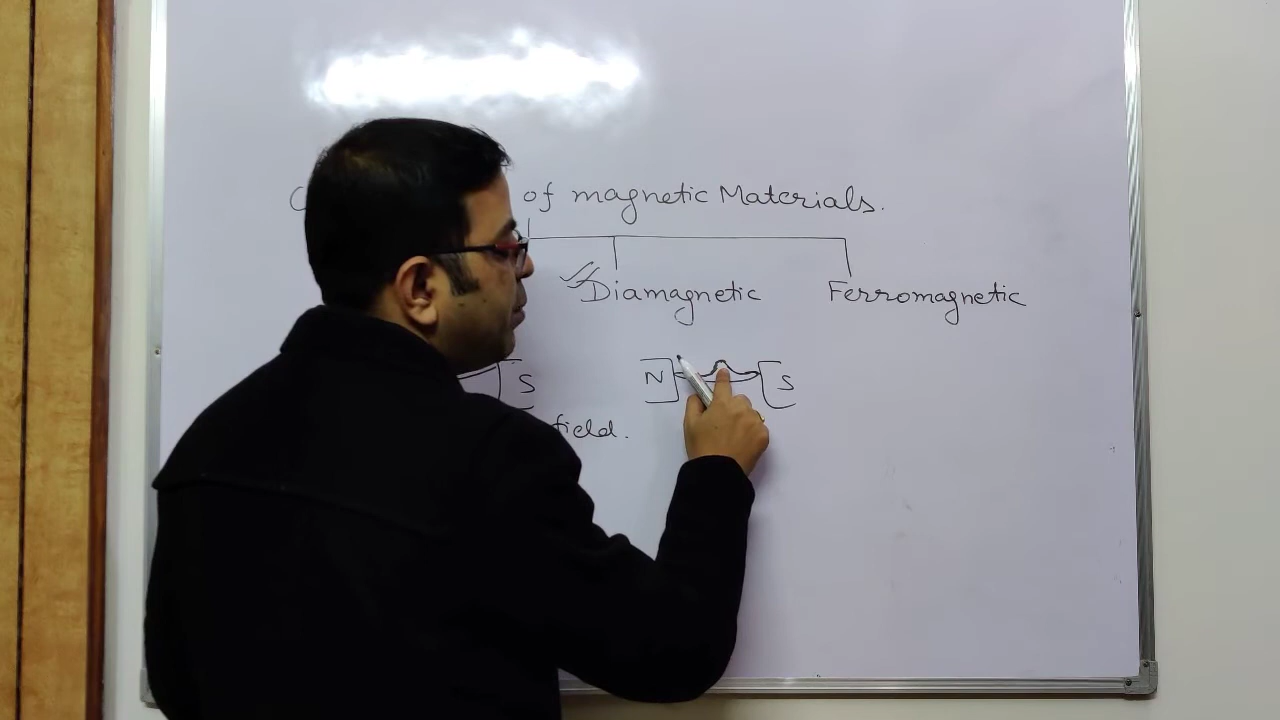 of magnetic Materials.
Diamagnetic Ferromagnetic
S N S
field.